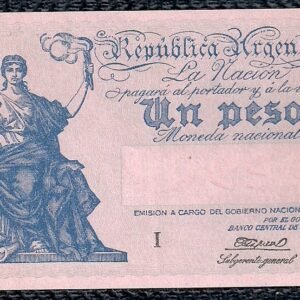 República Argen
La Nación
pagará al portador y á la v
Un peso
Moneda nacional
EMISIÓN A CARGO DEL GOBIERNO NACION
POR EL GO
BANCO CENTRAL DE
I
Subgerente general